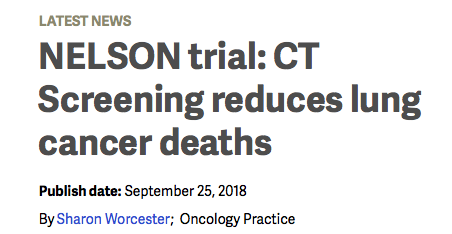 LATEST NEWS
NELSON trial: CT
Screening reduces lung
cancer deaths
Publish date: September 25, 2018
By Sharon Worcester; Oncology Practice